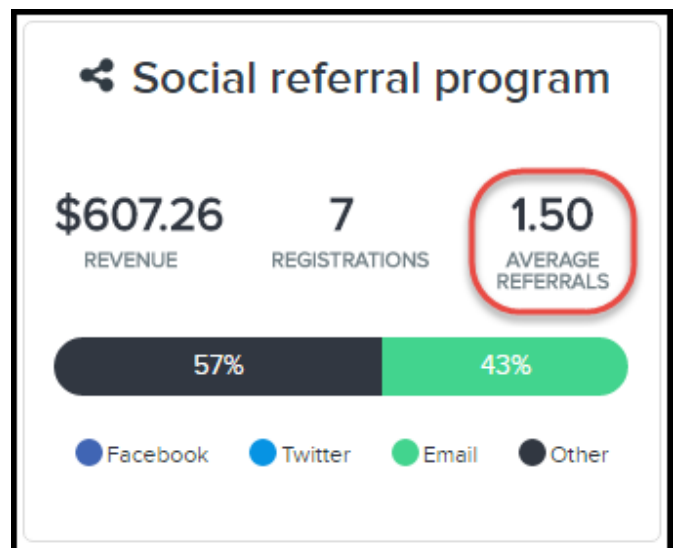 Social referral program
$607.26 7 1.50
REVENUE REGISTRATIONS AVERAGE
REFERRALS
57% 43%
Facebook Twitter Email Other